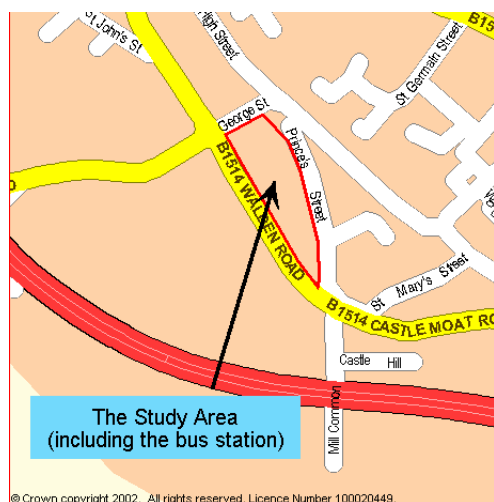 St John's St
High Street
B15
St Germain Street
George St
Prince's
Street
B1514 WALDEN ROAD
St Mary's Street
B1514 CASTLE MOAT RO
Castle Hill
Mill Common
The Study Area
(including the bus station)
© Crown copyright 2002. All rights reserved. Licence Number 100020449.